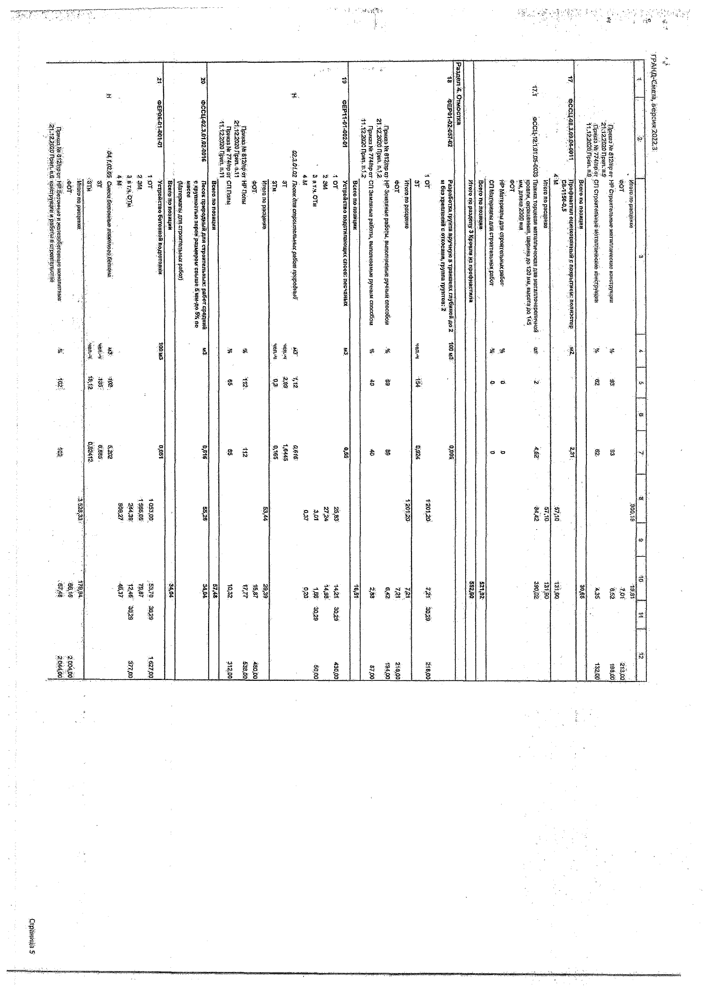 ГРАНД-Смета, версия 2022.3
1 2 3 4 5 6 7 8 9 10 11 12
Итого по расценке 300,19 19,81
ФОТ 7,01 213,00
Приказ № 812/пр от 21.12.2020 Прил. п.9 НР Строительные металлические конструкции % 93 93 6,52 198,00
Приказ № 774/пр от 11.12.2020 Прил. п.9 СП Строительные металлические конструкции % 62 62 4,35 132,00
Всего по позиции 30,68
17 ФССЦ-08.3.09.04-0011 Профнастил оцинкованный с покрытием: полиэстер С8-1150-0,5 м2 2,31
4 М 57,10 131,90
Итого по расценке 57,10 131,90
17.1 ФССЦ-12.1.01.05-0033 Планка торцевая металлическая для металлочерепичной кровли, окрашенная, ширина до 120 мм, высота до 145 мм, длина 2000 мм шт 2 4,62 84,42 390,02
ФОТ
НР Материалы для строительных работ % 0 0
СП Материалы для строительных работ % 0 0
Всего по позиции 521,92
Итого по разделу 3 Кровля из профнастила 552,60
Раздел 4. Отмостка
18 ФЕР01-02-057-02 Разработка грунта вручную в траншеях глубиной до 2 м без креплений с откосами, группа грунтов: 2 100 м3 0,006
1 ОТ 1 201,20 7,21 30,29 218,00
ЗТ чел.-ч 154 0,924
Итого по расценке 1 201,20 7,21
ФОТ 7,21 218,00
Приказ № 812/пр от 21.12.2020 Прил. п.1.2 НР Земляные работы, выполняемые ручным способом % 89 89 6,42 194,00
Приказ № 774/пр от 11.12.2020 Прил. п.1.2 СП Земляные работы, выполняемые ручным способом % 40 40 2,88 87,00
Всего по позиции 16,51
19 ФЕР11-01-002-01 Устройство подстилающих слоев: песчаных м3 0,55
1 ОТ 25,83 14,21 30,29 430,00
2 ЭМ 27,24 14,98
3 в т.ч. ОТм 3,01 1,66 30,29 50,00
4 М 0,37 0,20
Н 02.3.01.02 Песок для строительных работ природный м3 1,12 0,616
ЗТ чел.-ч 2,99 1,6445
ЗТм чел.-ч 0,3 0,165
Итого по расценке 53,44 29,39
ФОТ 15,87 480,00
Приказ № 812/пр от 21.12.2020 Прил. п.11 НР Полы % 112 112 17,77 538,00
Приказ № 774/пр от 11.12.2020 Прил. п.11 СП Полы % 65 65 10,32 312,00
Всего по позиции 57,48
20 ФССЦ-02.3.01.02-0016 Песок природный для строительных: работ средний с крупностью зерен размером свыше 5 мм-до 5% по массе м3 0,616 55,26 34,04
(Материалы для строительных работ)
Всего по позиции 34,04
21 ФЕР06-01-001-01 Устройство бетонной подготовки 100 м3 0,051
1 ОТ 1 053,00 53,70 30,29 1 627,00
2 ЭМ 1 566,06 79,87
3 в т.ч. ОТм 244,39 12,46 30,29 377,00
4 М 909,27 46,37
Н 04.1.02.05 Смеси бетонные тяжелого бетона м3 102 5,202
ЗТ чел.-ч 135 6,885
ЗТм чел.-ч 18,12 0,92412
Итого по расценке 3 528,33 179,94
ФОТ 66,16 2 004,00
Приказ № 812/пр от 21.12.2020 Прил. п.6 НР бетонные и железобетонные монолитные конструкции и работы в строительстве % 102 102 67,48 2 044,00
Страница 5